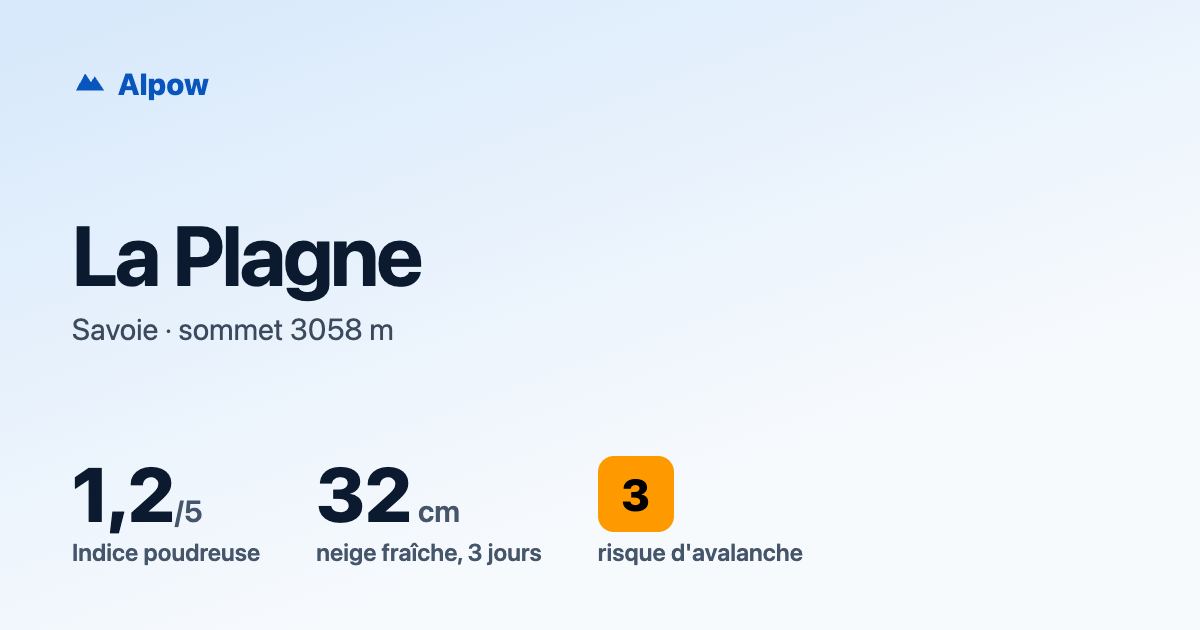 Alpow
La Plagne
Savoie · sommet 3058 m
1,2/5
Indice poudreuse
32 cm
neige fraîche, 3 jours
3
risque d'avalanche